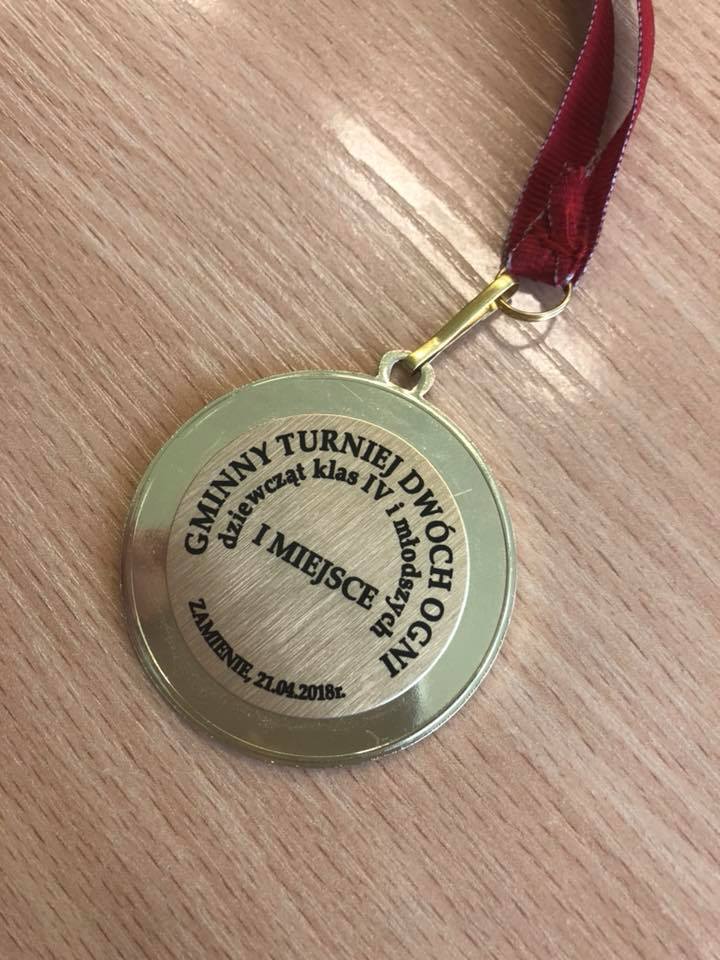 GMINNY TURNIEJ DWÓCH OGNI
dziewcząt klas IV i młodszych
I MIEJSCE
ZAMIENIE, 21.04.2018r.